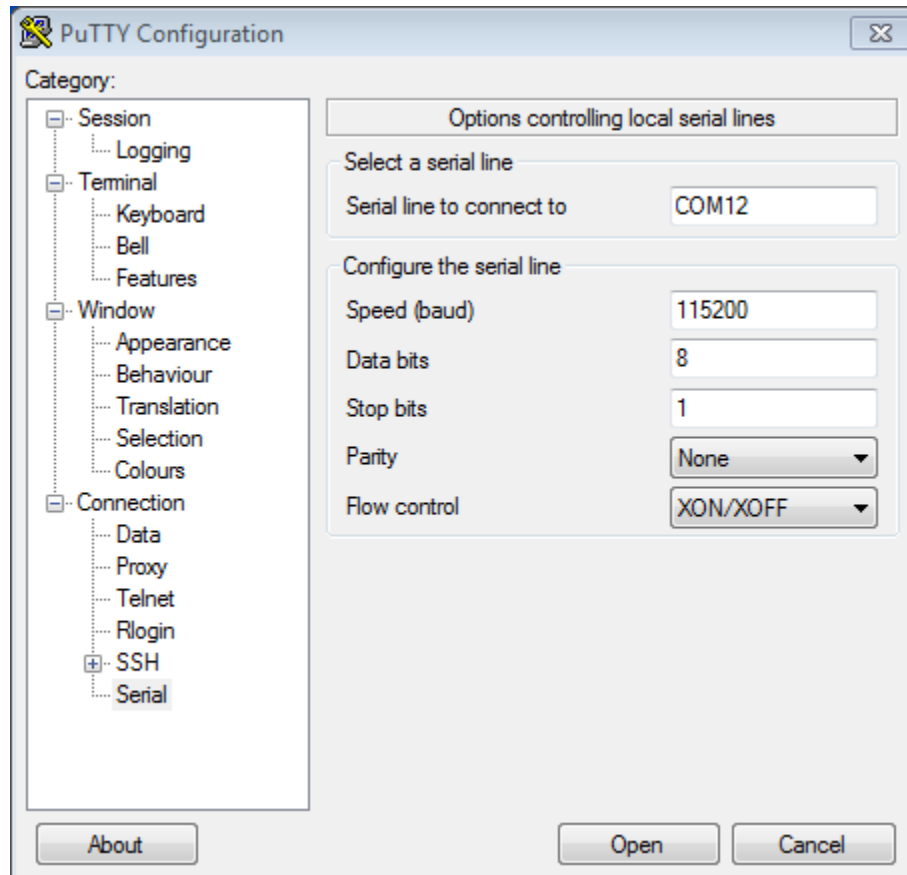 PuTTY Configuration
Category:
Session
Logging
Terminal
Keyboard
Bell
Features
Window
Appearance
Behaviour
Translation
Selection
Colours
Connection
Data
Proxy
Telnet
Rlogin
SSH
Serial
Options controlling local serial lines
Select a serial line
Serial line to connect to COM12
Configure the serial line
Speed (baud) 115200
Data bits 8
Stop bits 1
Parity None
Flow control XON/XOFF
About Open Cancel